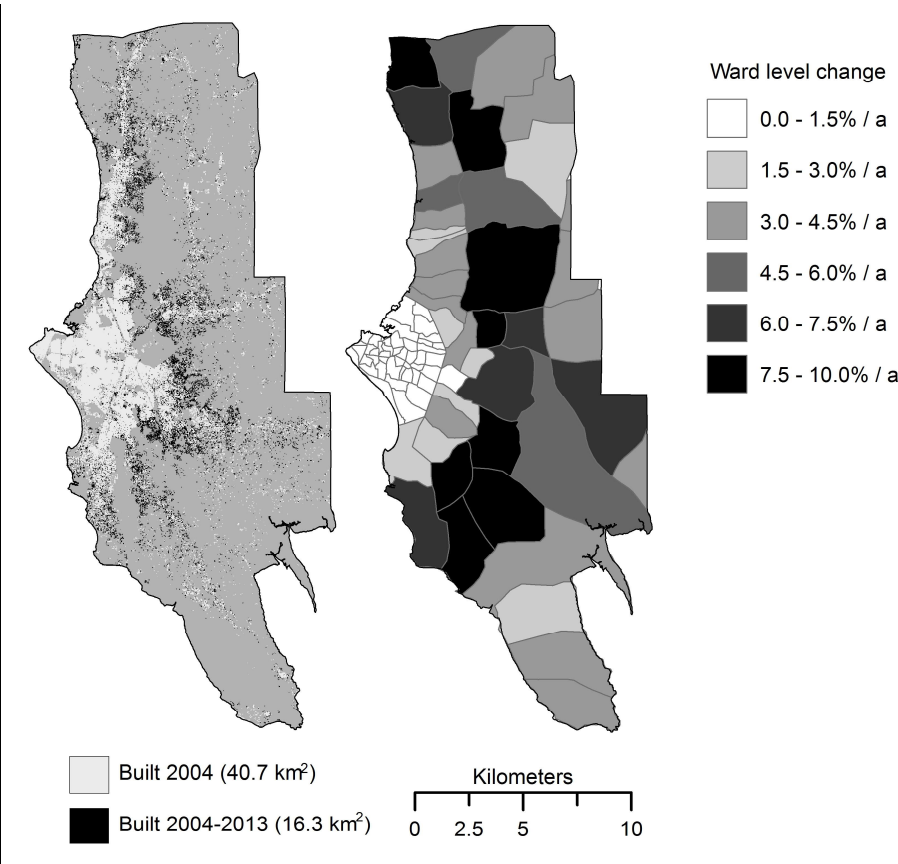 Ward level change
0.0 - 1.5% / a
1.5 - 3.0% / a
3.0 - 4.5% / a
4.5 - 6.0% / a
6.0 - 7.5% / a
7.5 - 10.0% / a
Built 2004 (40.7 km²)
Built 2004-2013 (16.3 km²)
Kilometers
0 2.5 5 10